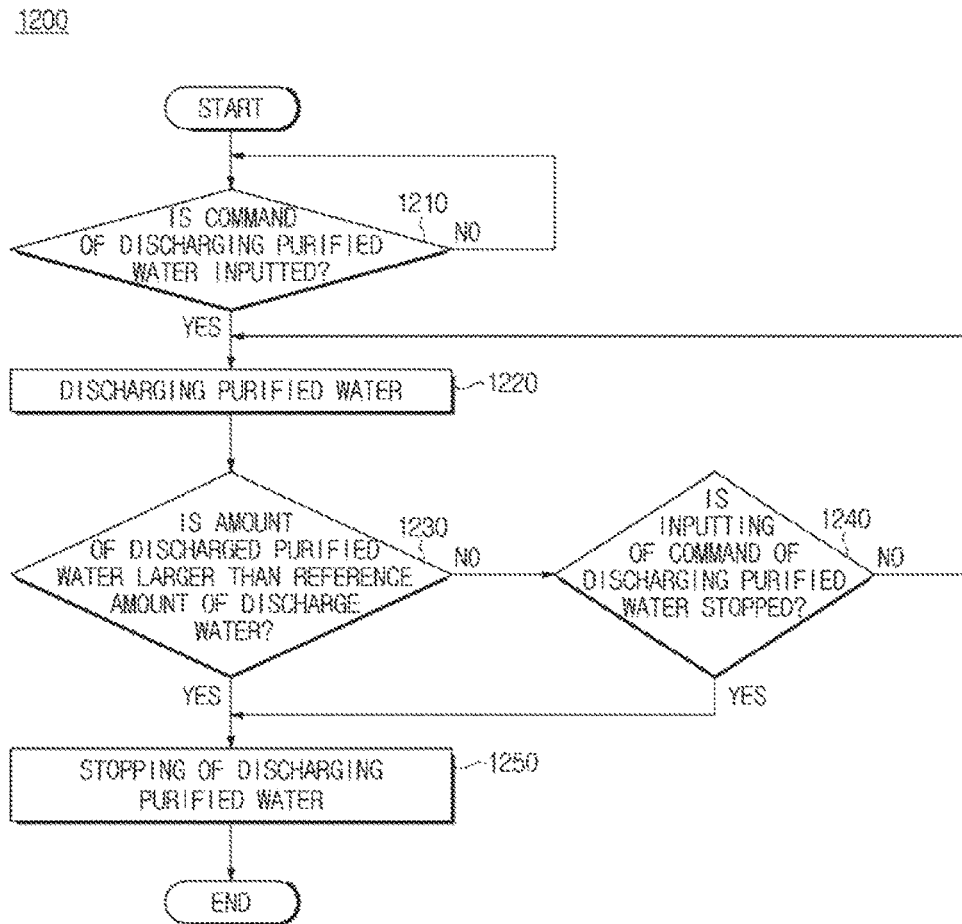 1200
START
IS COMMAND
OF DISCHARGING PURIFIED
WATER INPUTTED?
1210
NO
YES
DISCHARGING PURIFIED WATER
1220
IS AMOUNT
OF DISCHARGED PURIFIED
WATER LARGER THAN REFERENCE
AMOUNT OF DISCHARGE
WATER?
1230
NO
IS
INPUTTING
OF COMMAND OF
DISCHARGING PURIFIED
WATER STOPPED?
1240
NO
YES
YES
STOPPING OF DISCHARGING
PURIFIED WATER
1250
END